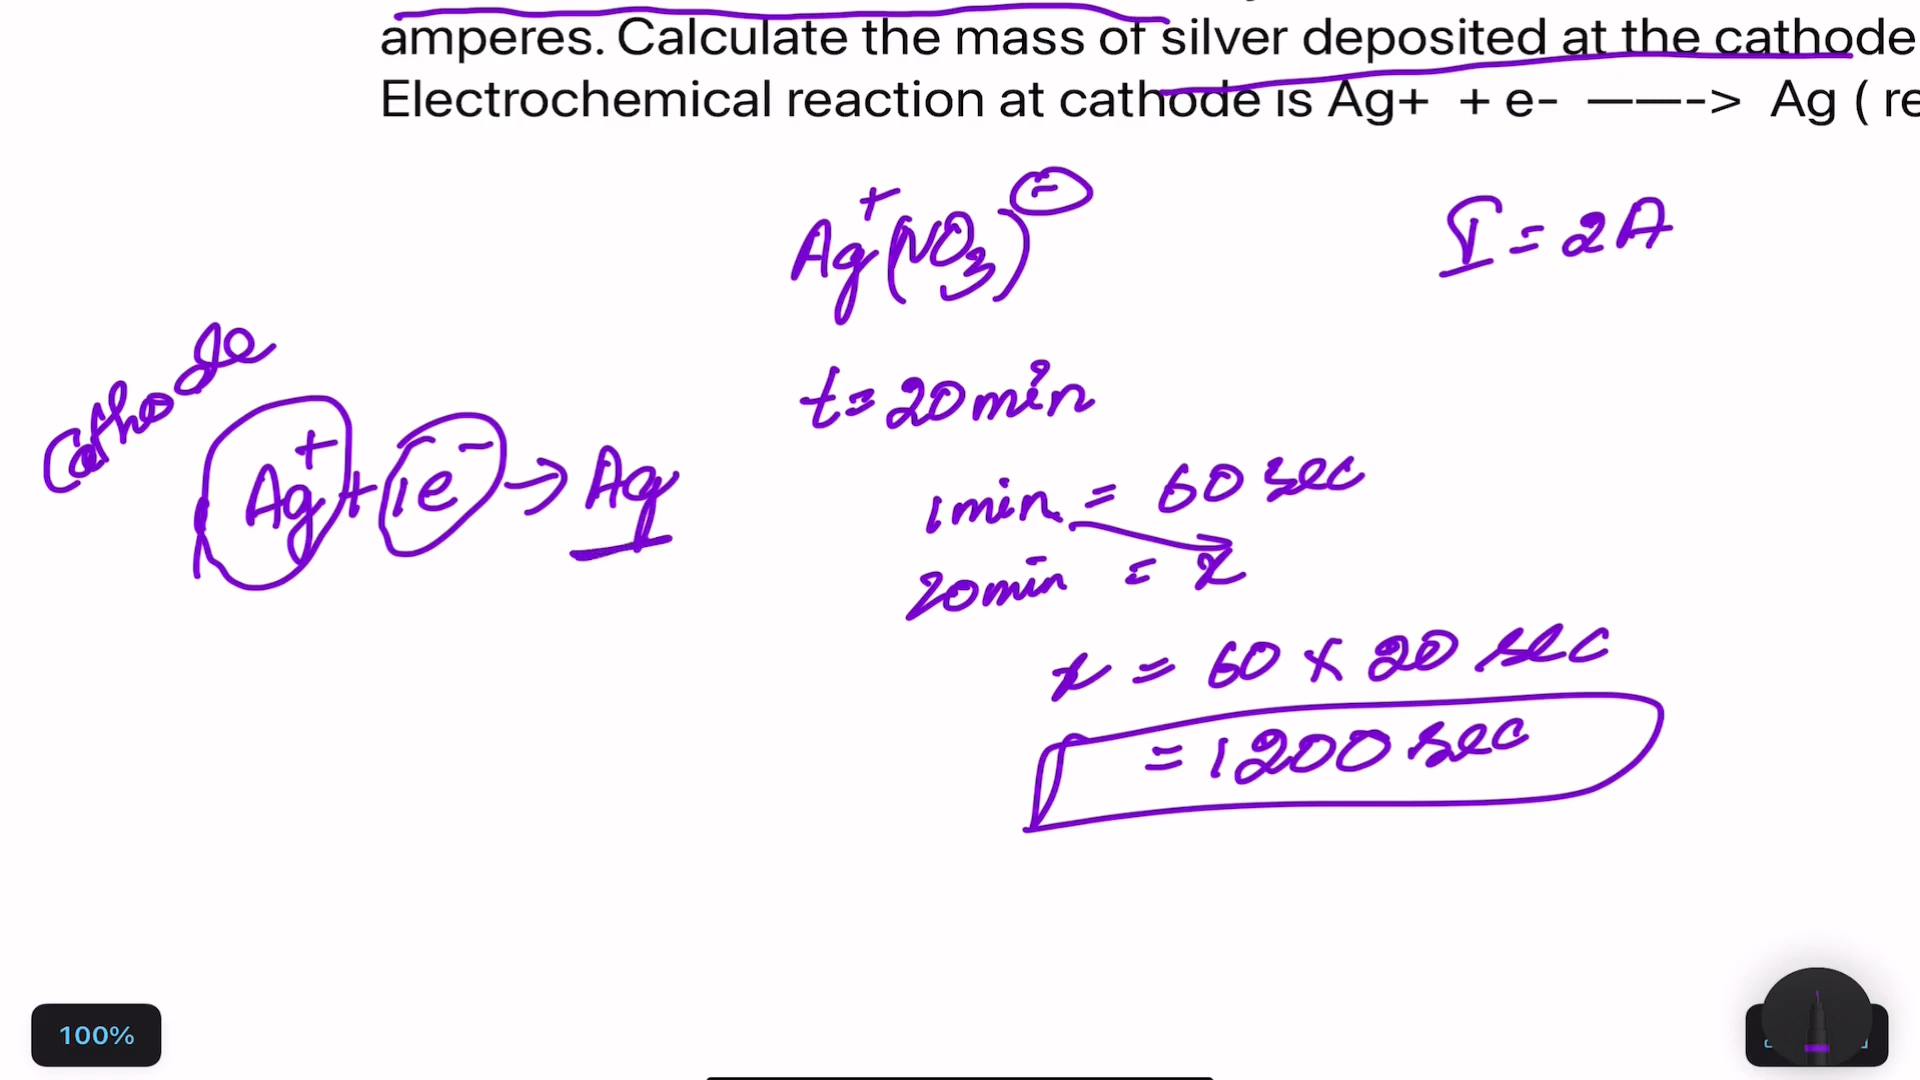 amperes. Calculate the mass of silver deposited at the cathode
Electrochemical reaction at cathode is Ag+ + e- ———-> Ag ( re
Ag⁺(NO₃)⁻
I = 2A
t = 20 min
Cathode
Ag⁺ + 1e⁻ → Ag
1 min = 60 sec
20 min = x
x = 60 × 20 sec
= 1200 sec
100%